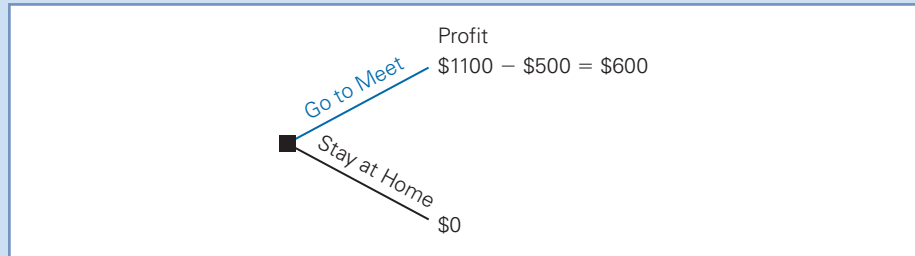 Profit
$1100 − $500 = $600
Go to Meet
Stay at Home
$0